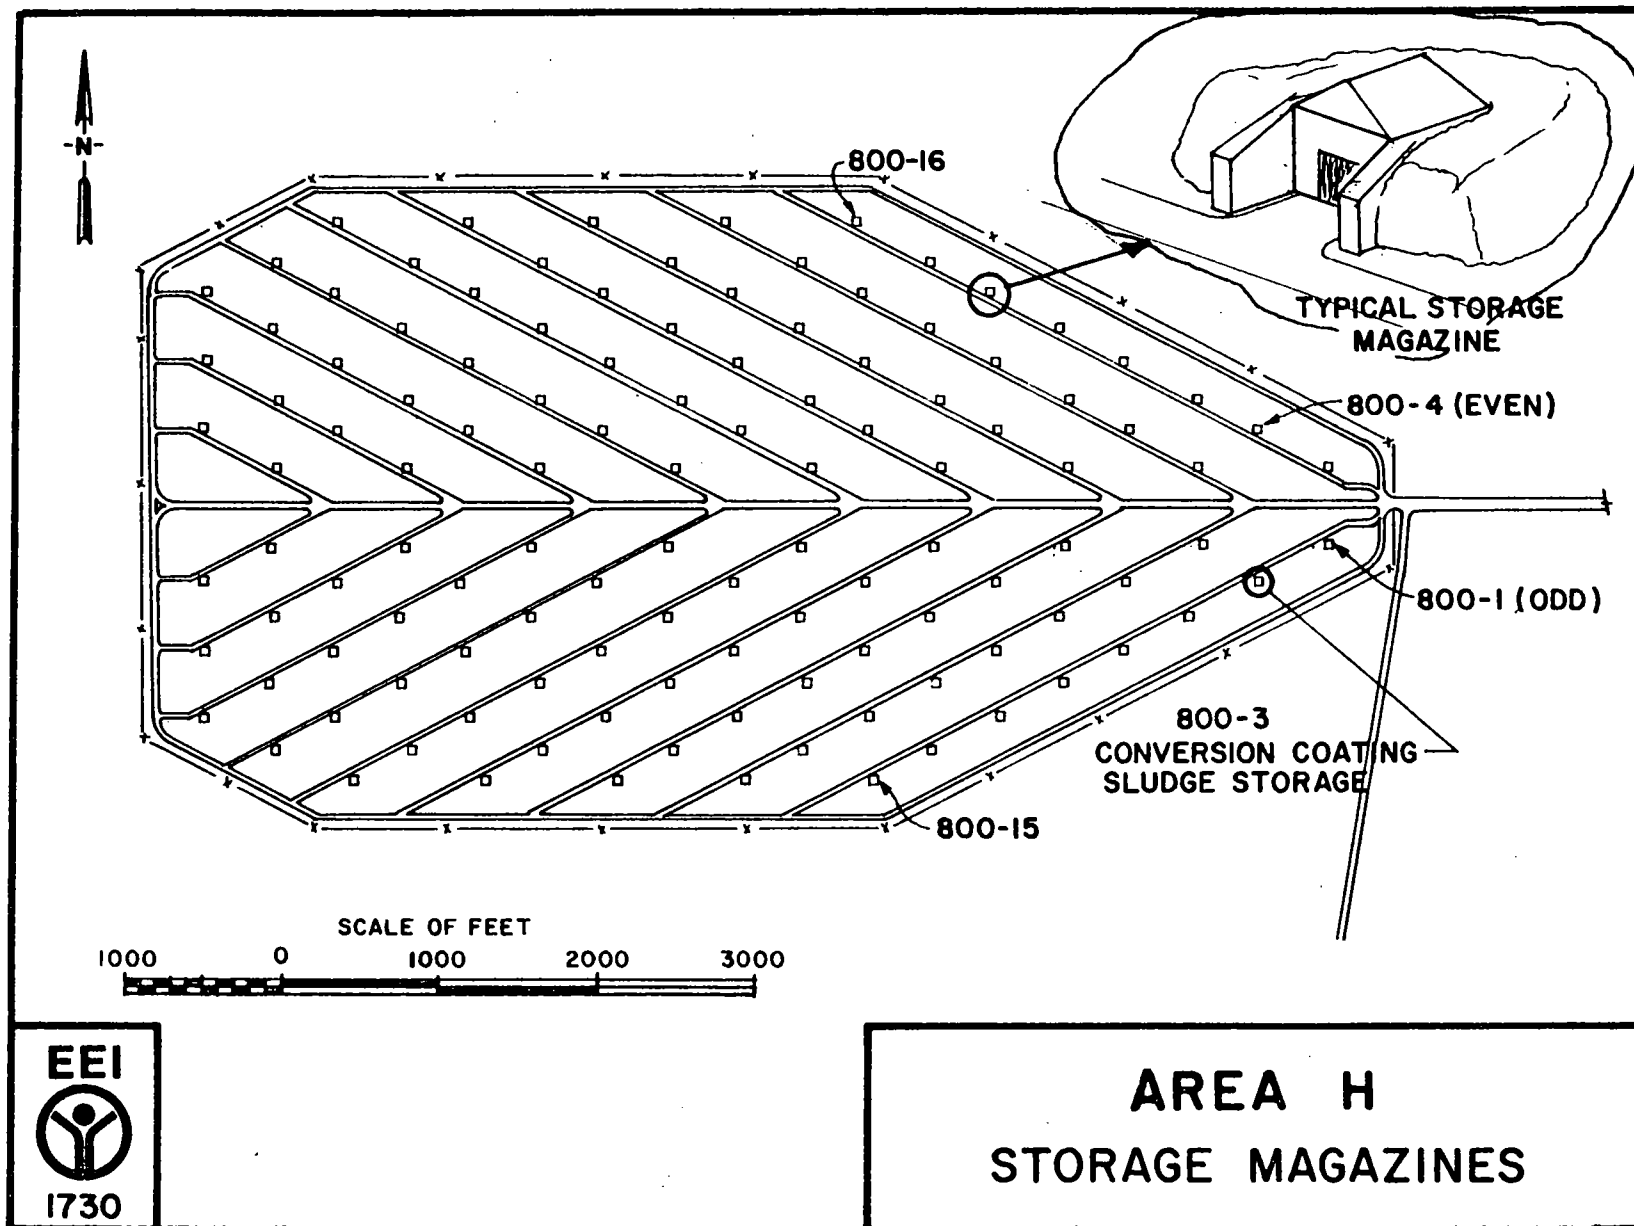 -N-
800-16
TYPICAL STORAGE
MAGAZINE
800-4 (EVEN)
800-1 (ODD)
800-3
CONVERSION COATING
SLUDGE STORAGE
800-15
SCALE OF FEET
1000 0 1000 2000 3000
EEI
1730
AREA H
STORAGE MAGAZINES